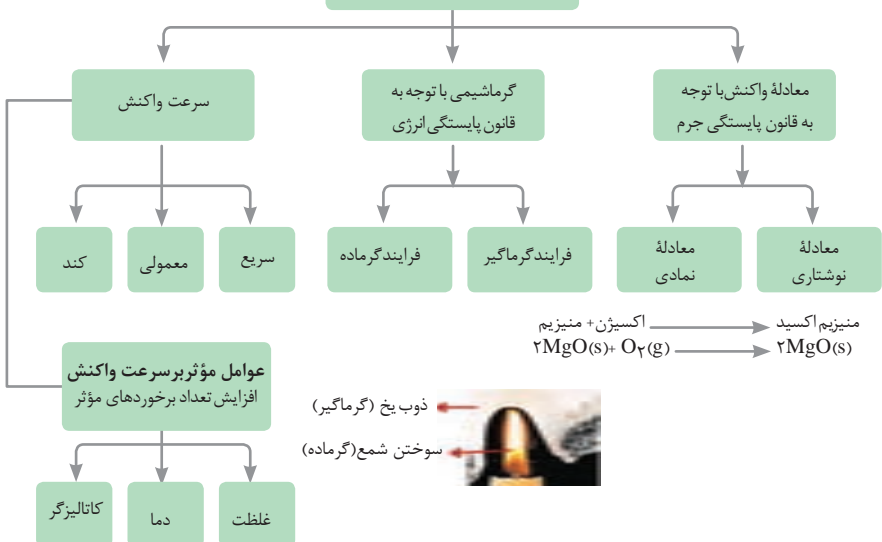 معادلهٔ واکنش با توجه
به قانون پایستگی جرم
گرماشیمی با توجه به
قانون پایستگی انرژی
سرعت واکنش
معادلهٔ
نوشتاری
معادلهٔ
نمادی
فرایندگرماگیر
فرایندگرماده
سریع
معمولی
کند
منیزیم اکسید
اکسیژن + منیزیم
۲MgO(s)+ O۲(g) ⟶ ۲MgO(s)
عوامل مؤثربرسرعت واکنش
افزایش تعداد برخوردهای مؤثر
ذوب یخ (گرماگیر)
سوختن شمع(گرماده)
غلظت
دما
کاتالیزگر